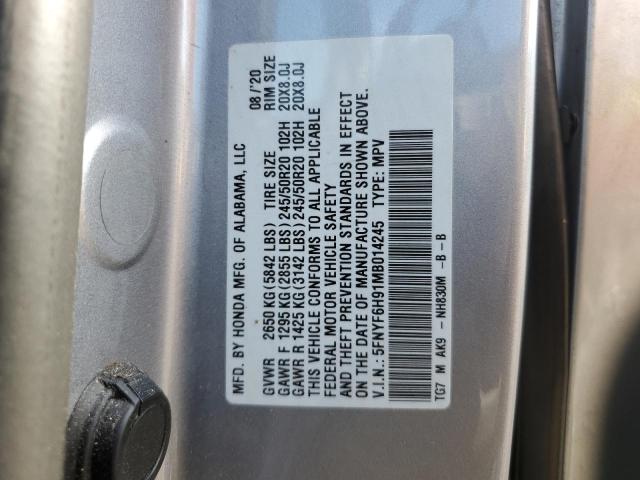 MFD. BY HONDA MFG. OF ALABAMA, LLC 08/'20
GVWR 2650 KG (5842 LBS) TIRE SIZE RIM SIZE
GAWR F 1295 KG (2855 LBS) 245/50R20 102H 20X8.0J
GAWR R 1425 KG (3142 LBS) 245/50R20 102H 20X8.0J
THIS VEHICLE CONFORMS TO ALL APPLICABLE
FEDERAL MOTOR VEHICLE SAFETY
AND THEFT PREVENTION STANDARDS IN EFFECT
ON THE DATE OF MANUFACTURE SHOWN ABOVE.
V.I.N.: 5FNYF6H91MB014245 TYPE: MPV
TG7 M AK9 - NH830M -B -B